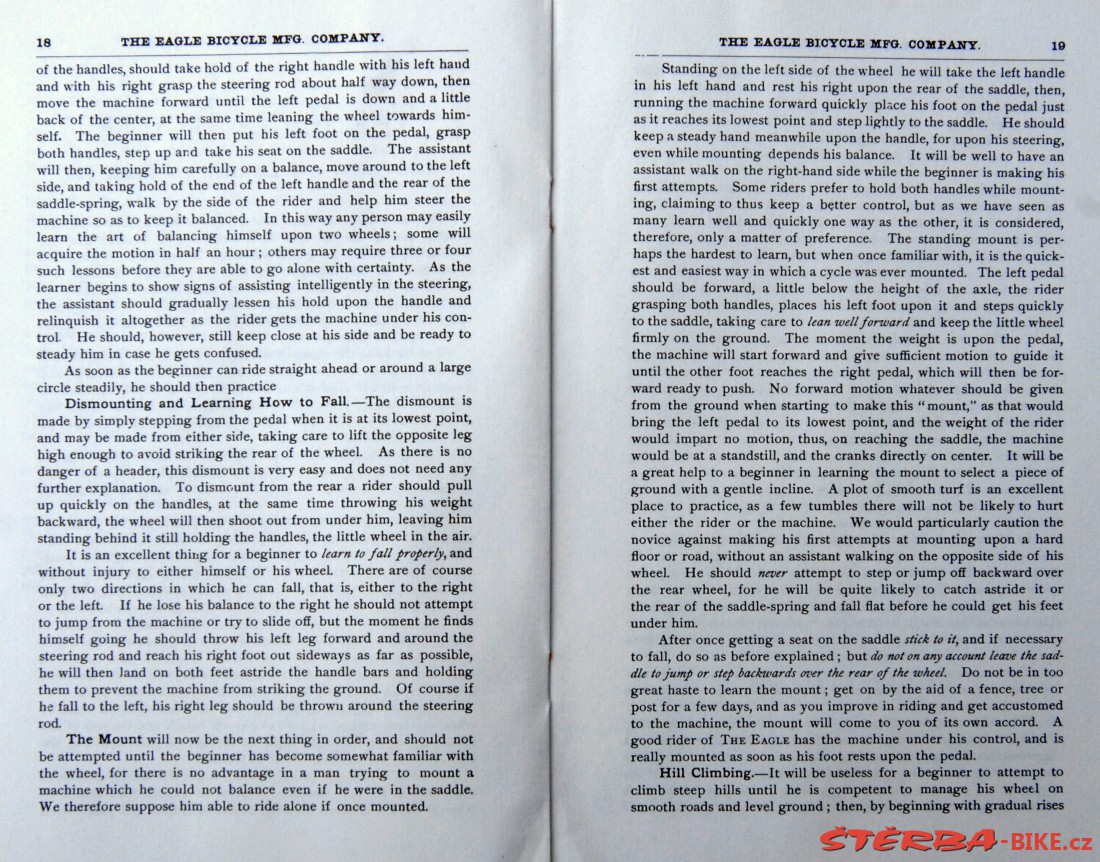 18 THE EAGLE BICYCLE MFG. COMPANY.
of the handles, should take hold of the right handle with his left hand
and with his right grasp the steering rod about half way down, then
move the machine forward until the left pedal is down and a little
back of the center, at the same time leaning the wheel towards him-
self. The beginner will then put his left foot on the pedal, grasp
both handles, step up and take his seat on the saddle. The assistant
will then, keeping him carefully on a balance, move around to the left
side, and taking hold of the end of the left handle and the rear of the
saddle-spring, walk by the side of the rider and help him steer the
machine so as to keep it balanced. In this way any person may easily
learn the art of balancing himself upon two wheels; some will
acquire the motion in half an hour; others may require three or four
such lessons before they are able to go alone with certainty. As the
learner begins to show signs of assisting intelligently in the steering,
the assistant should gradually lessen his hold upon the handle and
relinquish it altogether as the rider gets the machine under his con-
trol. He should, however, still keep close at his side and be ready to
steady him in case he gets confused.
As soon as the beginner can ride straight ahead or around a large
circle steadily, he should then practice
Dismounting and Learning How to Fall.—The dismount is
made by simply stepping from the pedal when it is at its lowest point,
and may be made from either side, taking care to lift the opposite leg
high enough to avoid striking the rear of the wheel. As there is no
danger of a header, this dismount is very easy and does not need any
further explanation. To dismount from the rear a rider should pull
up quickly on the handles, at the same time throwing his weight
backward, the wheel will then shoot out from under him, leaving him
standing behind it still holding the handles, the little wheel in the air.
It is an excellent thing for a beginner to learn to fall properly, and
without injury to either himself or his wheel. There are of course
only two directions in which he can fall, that is, either to the right
or the left. If he lose his balance to the right he should not attempt
to jump from the machine or try to slide off, but the moment he finds
himself going he should throw his left leg forward and around the
steering rod and reach his right foot out sideways as far as possible,
he will then land on both feet astride the handle bars and holding
them to prevent the machine from striking the ground. Of course if
he fall to the left, his right leg should be thrown around the steering
rod.
The Mount will now be the next thing in order, and should not
be attempted until the beginner has become somewhat familiar with
the wheel, for there is no advantage in a man trying to mount a
machine which he could not balance even if he were in the saddle.
We therefore suppose him able to ride alone if once mounted.
THE EAGLE BICYCLE MFG. COMPANY. 19
Standing on the left side of the wheel he will take the left handle
in his left hand and rest his right upon the rear of the saddle, then,
running the machine forward quickly place his foot on the pedal just
as it reaches its lowest point and step lightly to the saddle. He should
keep a steady hand meanwhile upon the handle, for upon his steering,
even while mounting depends his balance. It will be well to have an
assistant walk on the right-hand side while the beginner is making his
first attempts. Some riders prefer to hold both handles while mount-
ing, claiming to thus keep a better control, but as we have seen as
many learn well and quickly one way as the other, it is considered,
therefore, only a matter of preference. The standing mount is per-
haps the hardest to learn, but when once familiar with, it is the quick-
est and easiest way in which a cycle was ever mounted. The left pedal
should be forward, a little below the height of the axle, the rider
grasping both handles, places his left foot upon it and steps quickly
to the saddle, taking care to lean well forward and keep the little wheel
firmly on the ground. The moment the weight is upon the pedal,
the machine will start forward and give sufficient motion to guide it
until the other foot reaches the right pedal, which will then be for-
ward ready to push. No forward motion whatever should be given
from the ground when starting to make this "mount," as that would
bring the left pedal to its lowest point, and the weight of the rider
would impart no motion, thus, on reaching the saddle, the machine
would be at a standstill, and the cranks directly on center. It will be
a great help to a beginner in learning the mount to select a piece of
ground with a gentle incline. A plot of smooth turf is an excellent
place to practice, as a few tumbles there will not be likely to hurt
either the rider or the machine. We would particularly caution the
novice against making his first attempts at mounting upon a hard
floor or road, without an assistant walking on the opposite side of his
wheel. He should never attempt to step or jump off backward over
the rear wheel, for he will be quite likely to catch astride it or
the rear of the saddle-spring and fall flat before he could get his feet
under him.
After once getting a seat on the saddle stick to it, and if necessary
to fall, do so as before explained; but do not on any account leave the sad-
dle to jump or step backwards over the rear of the wheel. Do not be in too
great haste to learn the mount; get on by the aid of a fence, tree or
post for a few days, and as you improve in riding and get accustomed
to the machine, the mount will come to you of its own accord. A
good rider of THE EAGLE has the machine under his control, and is
really mounted as soon as his foot rests upon the pedal.
Hill Climbing.—It will be useless for a beginner to attempt to
climb steep hills until he is competent to manage his wheel on
smooth roads and level ground; then, by beginning with gradual rises
ŠTĚRBA-BIKE.cz